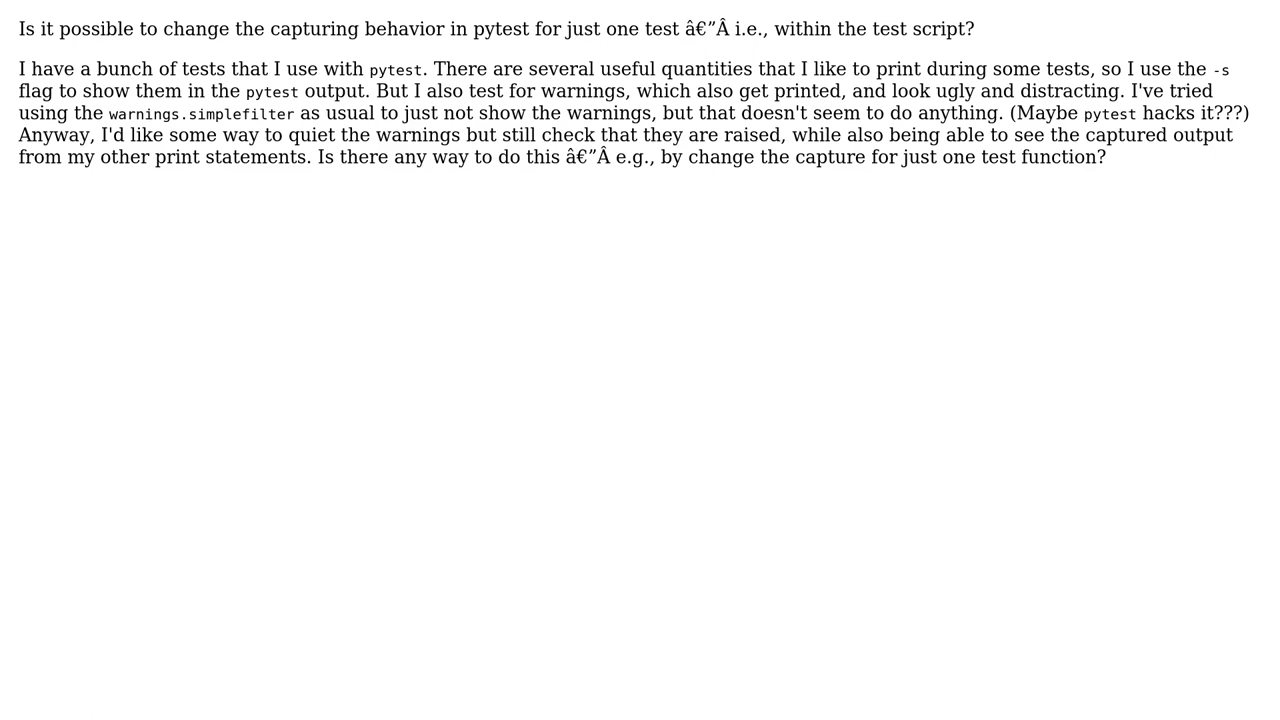 Is it possible to change the capturing behavior in pytest for just one test â€”Â i.e., within the test script?
I have a bunch of tests that I use with pytest. There are several useful quantities that I like to print during some tests, so I use the -s
flag to show them in the pytest output. But I also test for warnings, which also get printed, and look ugly and distracting. I've tried
using the warnings.simplefilter as usual to just not show the warnings, but that doesn't seem to do anything. (Maybe pytest hacks it???)
Anyway, I'd like some way to quiet the warnings but still check that they are raised, while also being able to see the captured output
from my other print statements. Is there any way to do this â€”Â e.g., by change the capture for just one test function?